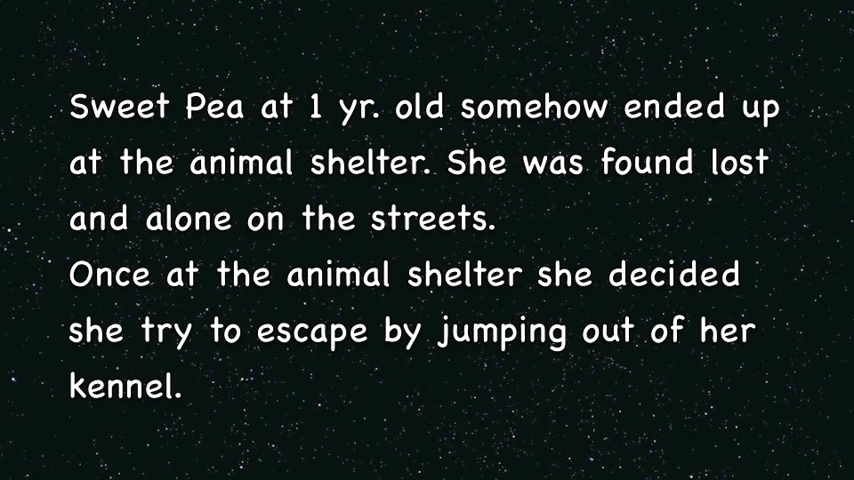 Sweet Pea at 1 yr. old somehow ended up
at the animal shelter. She was found lost
and alone on the streets.
Once at the animal shelter she decided
she try to escape by jumping out of her
kennel.